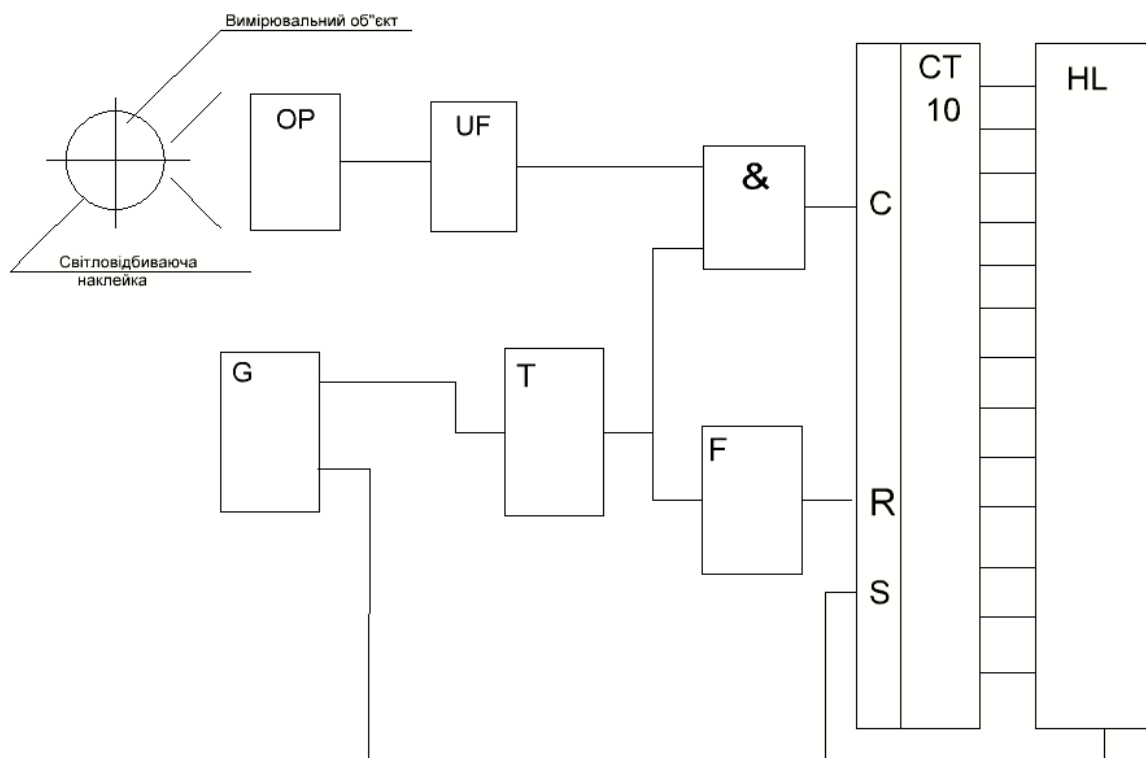 Вимірювальний об"єкт
OP
UF
&
CT
10
HL
C
Світловідбиваюча
наклейка
G
T
F
R
S